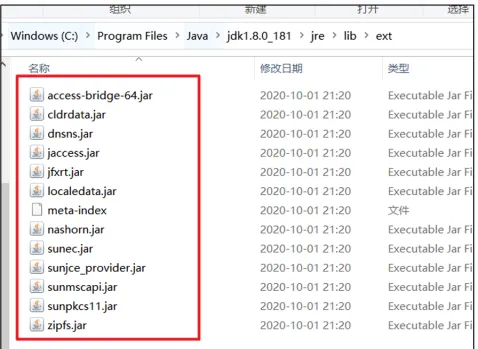 组织 新建 打开 选择
Windows (C:) > Program Files > Java > jdk1.8.0_181 > jre > lib > ext
名称 修改日期 类型
access-bridge-64.jar 2020-10-01 21:20 Executable Jar Fi
cldrdata.jar 2020-10-01 21:20 Executable Jar Fi
dnsns.jar 2020-10-01 21:20 Executable Jar Fi
jaccess.jar 2020-10-01 21:20 Executable Jar Fi
jfxrt.jar 2020-10-01 21:20 Executable Jar Fi
localedata.jar 2020-10-01 21:20 Executable Jar Fi
meta-index 2020-10-01 21:20 文件
nashorn.jar 2020-10-01 21:20 Executable Jar Fi
sunec.jar 2020-10-01 21:20 Executable Jar Fi
sunjce_provider.jar 2020-10-01 21:20 Executable Jar Fi
sunmscapi.jar 2020-10-01 21:20 Executable Jar Fi
sunpkcs11.jar 2020-10-01 21:20 Executable Jar Fi
zipfs.jar 2020-10-01 21:20 Executable Jar Fi